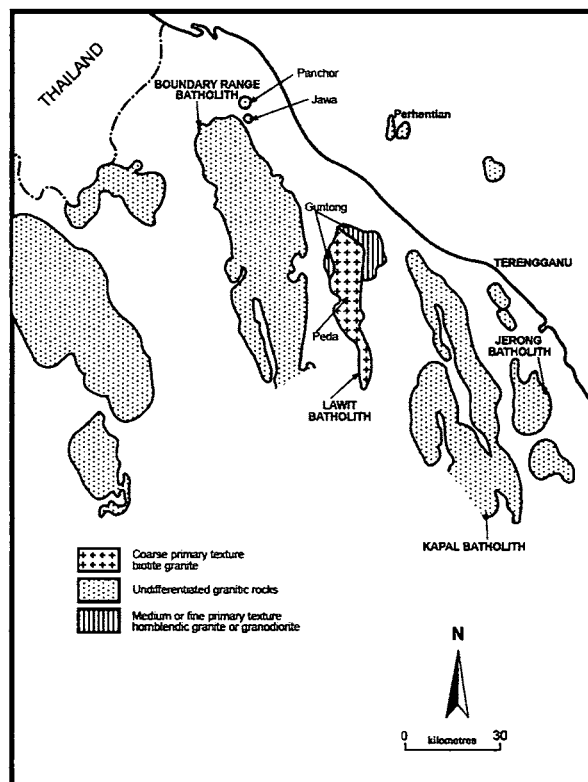 THAILAND
BOUNDARY RANGE
BATHOLITH
Panchor
Jawa
Perhentian
Guntong
TERENGGANU
Peda
JERONG
BATHOLITH
LAWIT
BATHOLITH
KAPAL BATHOLITH
Coarse primary texture
biotite granite
Undifferentiated granitic rocks
Medium or fine primary texture
hornblendic granite or granodiorite
N
0 kilometres 30